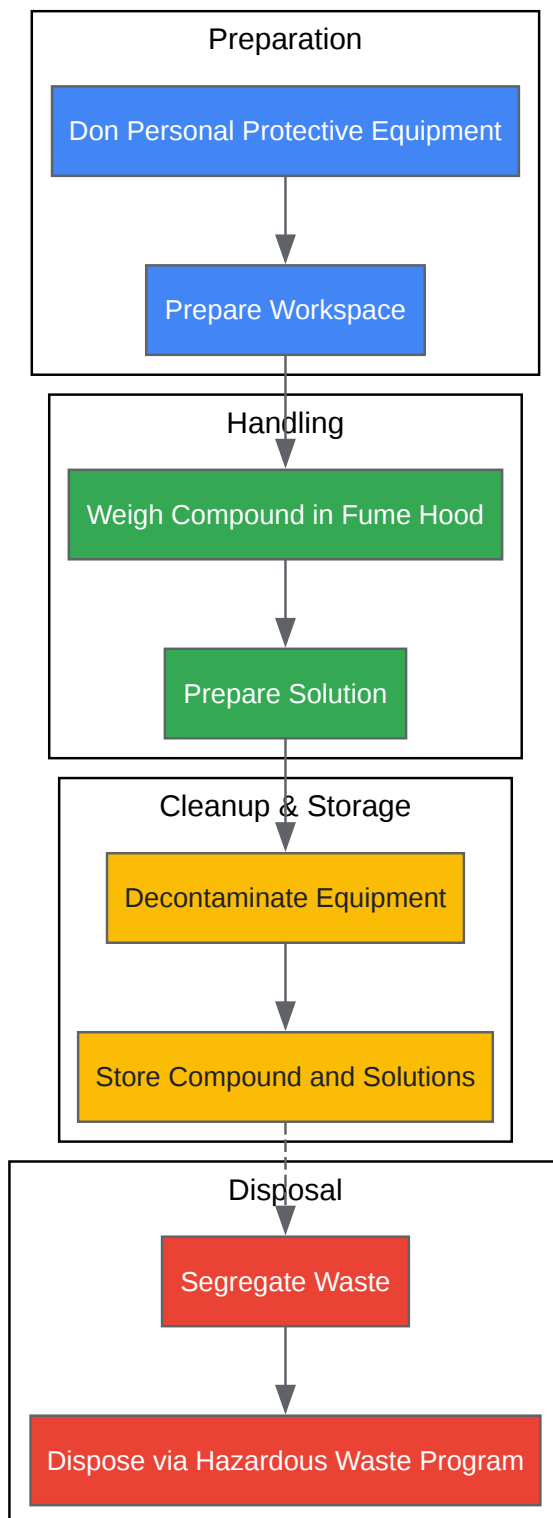 Preparation
Don Personal Protective Equipment
Prepare Workspace
Handling
Weigh Compound in Fume Hood
Prepare Solution
Cleanup & Storage
Decontaminate Equipment
Store Compound and Solutions
Disposal
Segregate Waste
Dispose via Hazardous Waste Program